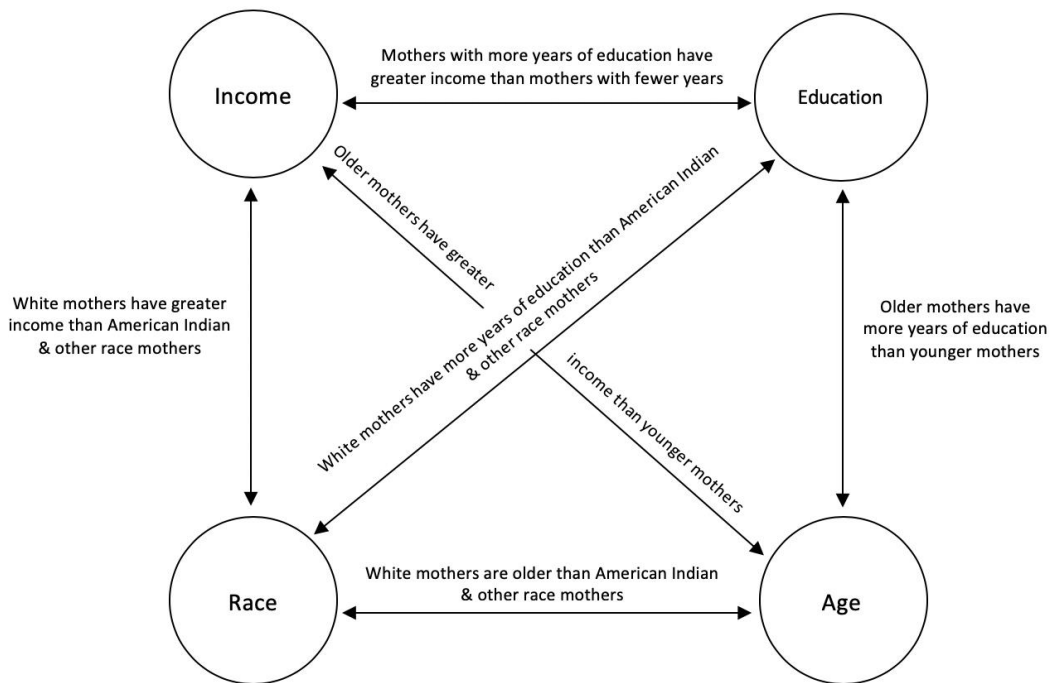 Mothers with more years of education have
greater income than mothers with fewer years
Income
Education
Older mothers have greater
income than younger mothers
White mothers have more years of education than American Indian
& other race mothers
White mothers have greater
income than American Indian
& other race mothers
Older mothers have
more years of education
than younger mothers
White mothers are older than American Indian
& other race mothers
Race
Age